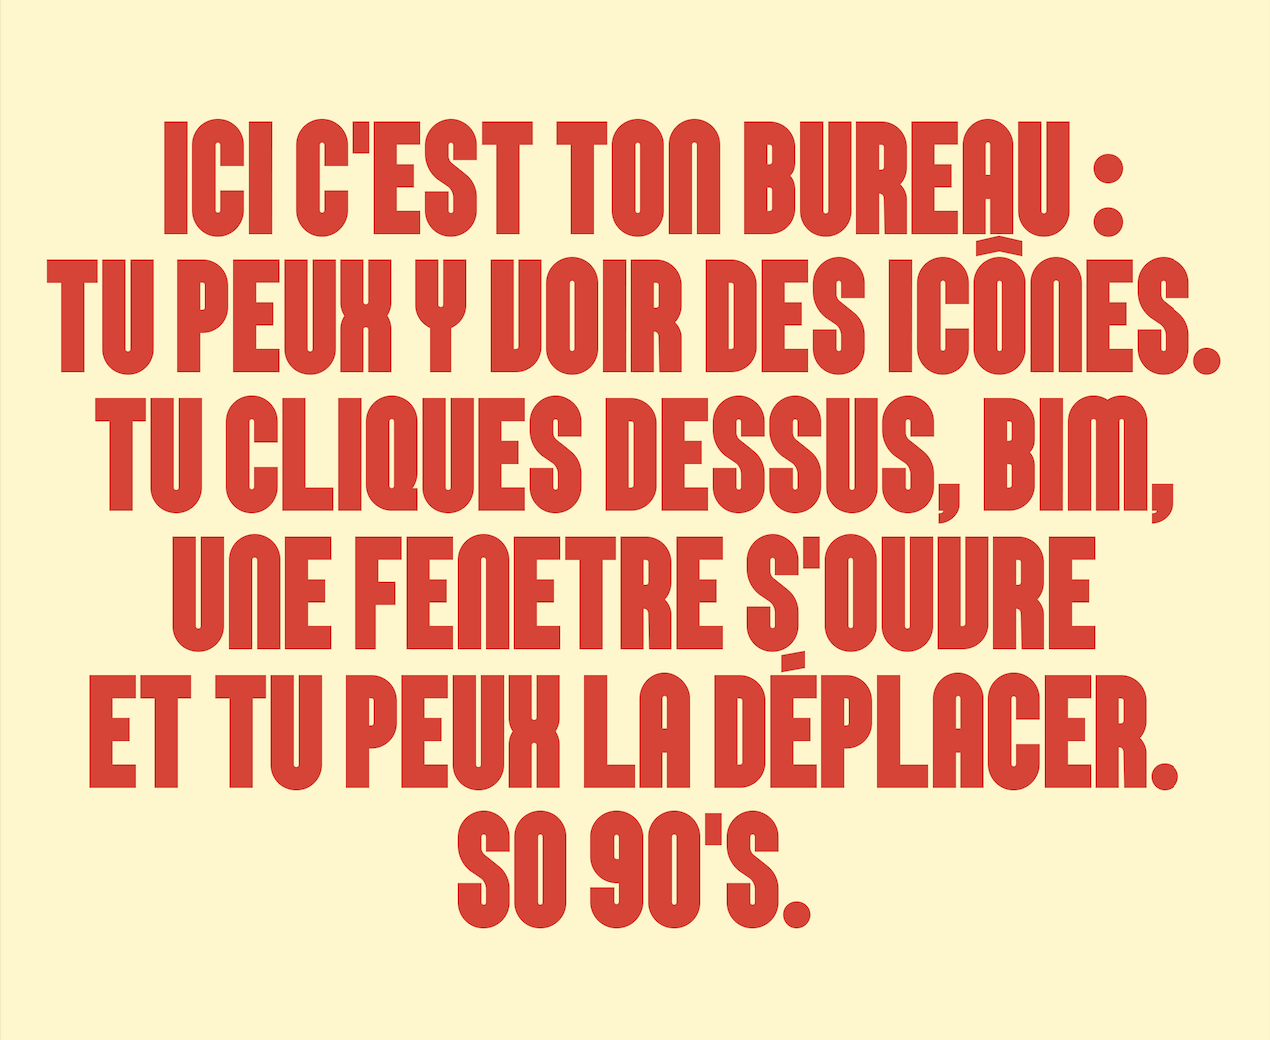 ICI C'EST TON BUREAU :
TU PEUX Y VOIR DES ICÔNES.
TU CLIQUES DESSUS, BIM,
UNE FENETRE S'OUVRE
ET TU PEUX LA DÉPLACER.
SO 90'S.